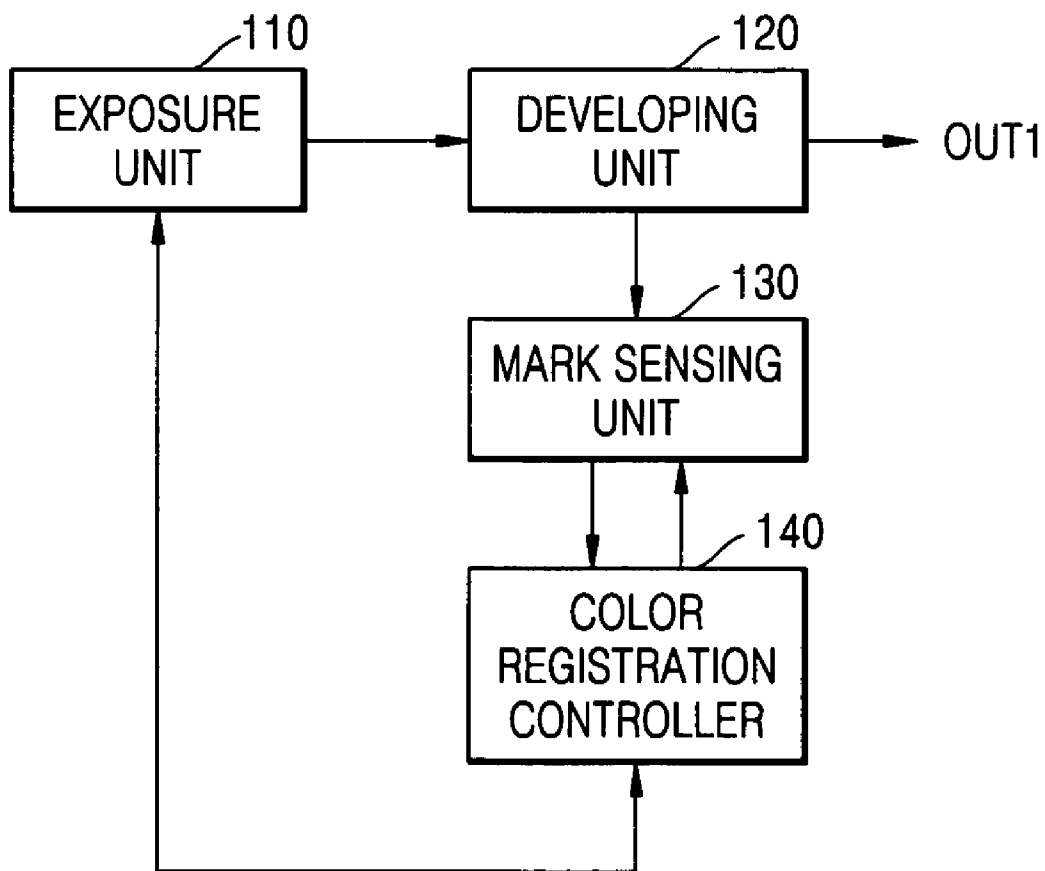 110
EXPOSURE
UNIT
120
DEVELOPING
UNIT
OUT1
130
MARK SENSING
UNIT
140
COLOR
REGISTRATION
CONTROLLER